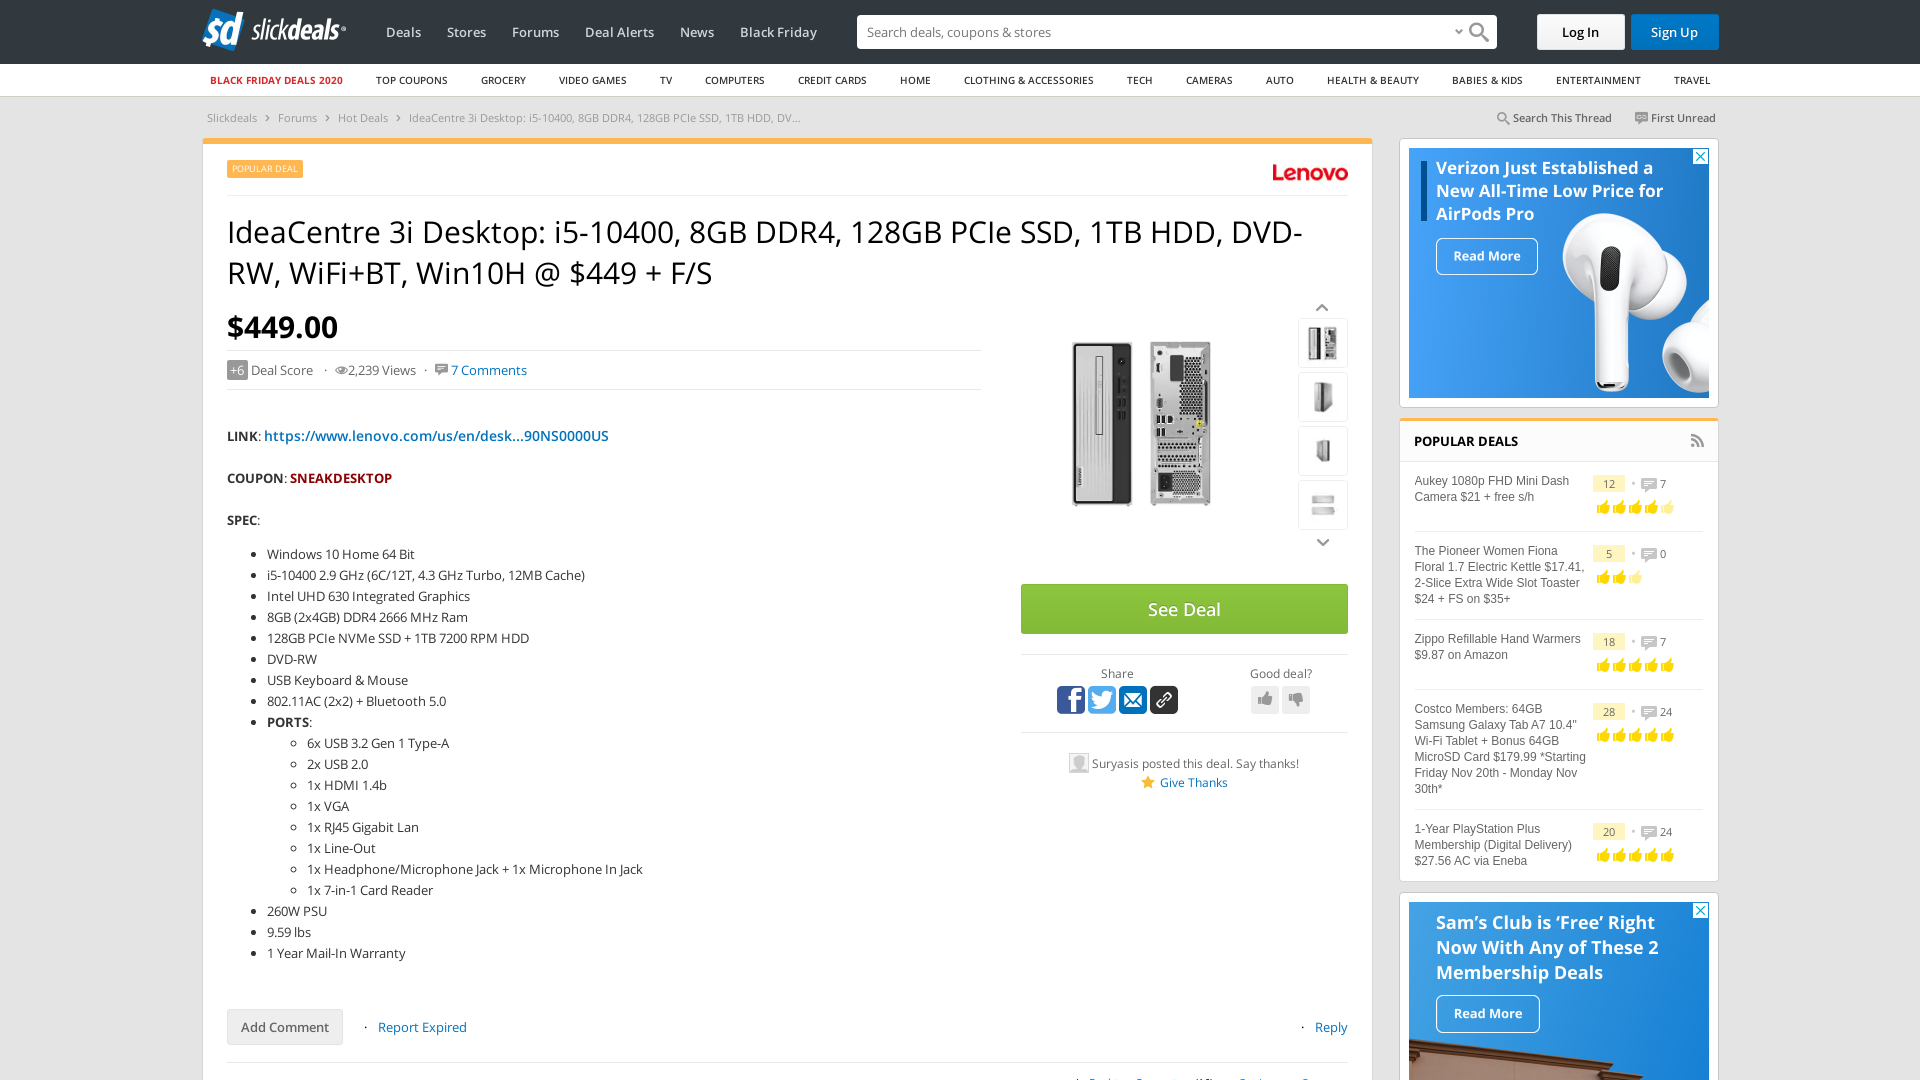 slickdeals
Deals Stores Forums Deal Alerts News Black Friday
Search deals, coupons & stores
Log In Sign Up
BLACK FRIDAY DEALS 2020 TOP COUPONS GROCERY VIDEO GAMES TV COMPUTERS CREDIT CARDS HOME CLOTHING & ACCESSORIES TECH CAMERAS AUTO HEALTH & BEAUTY BABIES & KIDS ENTERTAINMENT TRAVEL
Slickdeals > Forums > Hot Deals > IdeaCentre 3i Desktop: i5-10400, 8GB DDR4, 128GB PCIe SSD, 1TB HDD, DV...
Search This Thread First Unread
POPULAR DEAL
Lenovo
IdeaCentre 3i Desktop: i5-10400, 8GB DDR4, 128GB PCIe SSD, 1TB HDD, DVD-
RW, WiFi+BT, Win10H @ $449 + F/S
$449.00
+6 Deal Score · 2,239 Views · 7 Comments
LINK: https://www.lenovo.com/us/en/desk...90NS0000US
COUPON: SNEAKDESKTOP
SPEC:
• Windows 10 Home 64 Bit
• i5-10400 2.9 GHz (6C/12T, 4.3 GHz Turbo, 12MB Cache)
• Intel UHD 630 Integrated Graphics
• 8GB (2x4GB) DDR4 2666 MHz Ram
• 128GB PCIe NVMe SSD + 1TB 7200 RPM HDD
• DVD-RW
• USB Keyboard & Mouse
• 802.11AC (2x2) + Bluetooth 5.0
• PORTS:
◦ 6x USB 3.2 Gen 1 Type-A
◦ 2x USB 2.0
◦ 1x HDMI 1.4b
◦ 1x VGA
◦ 1x RJ45 Gigabit Lan
◦ 1x Line-Out
◦ 1x Headphone/Microphone Jack + 1x Microphone In Jack
◦ 1x 7-in-1 Card Reader
• 260W PSU
• 9.59 lbs
• 1 Year Mail-In Warranty
See Deal
Share Good deal?
Suryasis posted this deal. Say thanks!
Give Thanks
Add Comment · Report Expired · Reply
Verizon Just Established a
New All-Time Low Price for
AirPods Pro
Read More
POPULAR DEALS
Aukey 1080p FHD Mini Dash
Camera $21 + free s/h
12 • 7
The Pioneer Women Fiona
Floral 1.7 Electric Kettle $17.41,
2-Slice Extra Wide Slot Toaster
$24 + FS on $35+
5 • 0
Zippo Refillable Hand Warmers
$9.87 on Amazon
18 • 7
Costco Members: 64GB
Samsung Galaxy Tab A7 10.4"
Wi-Fi Tablet + Bonus 64GB
MicroSD Card $179.99 *Starting
Friday Nov 20th - Monday Nov
30th*
28 • 24
1-Year PlayStation Plus
Membership (Digital Delivery)
$27.56 AC via Eneba
20 • 24
Sam's Club is ‘Free’ Right
Now With Any of These 2
Membership Deals
Read More